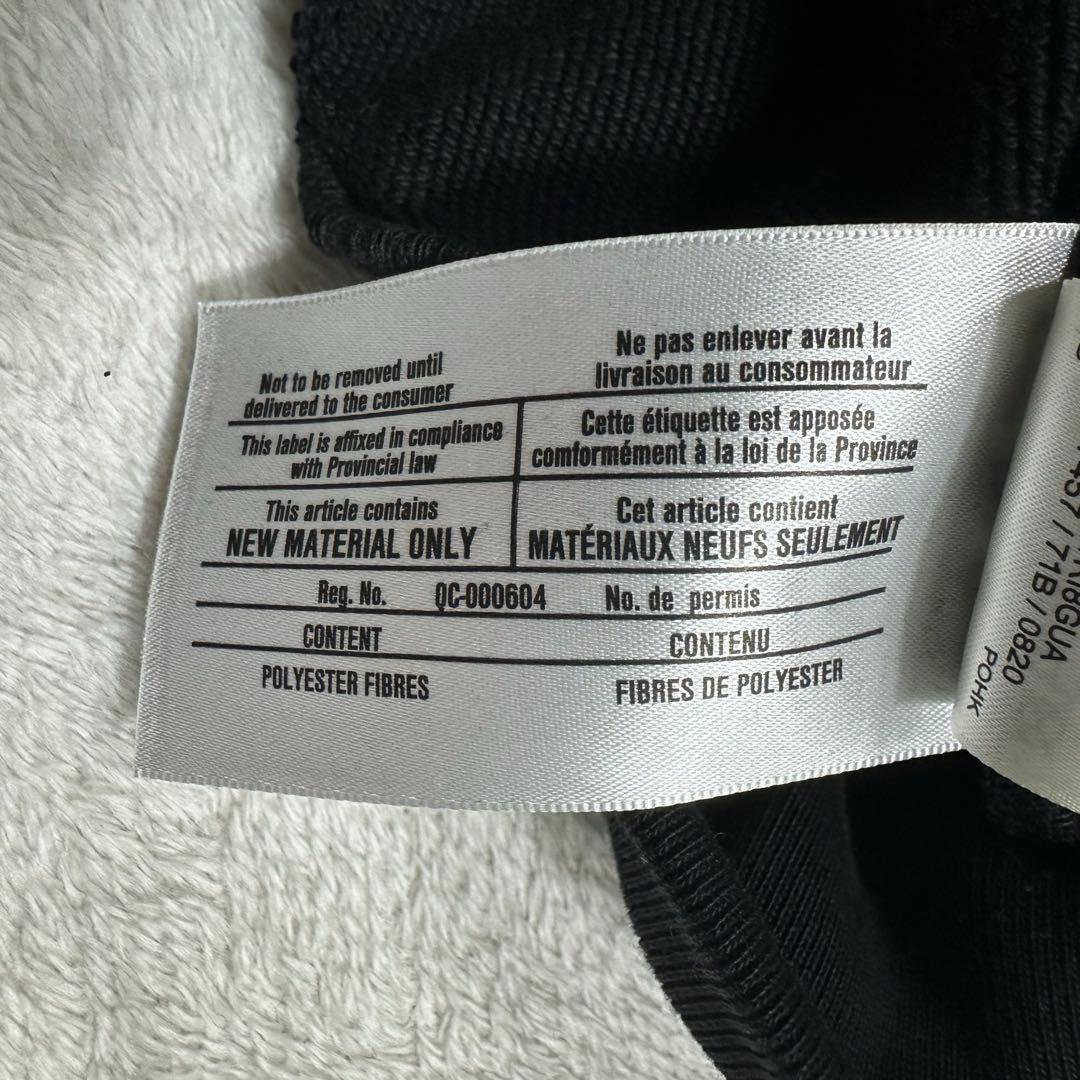 Not to be removed until
delivered to the consumer
Ne pas enlever avant la
livraison au consommateur
This label is affixed in compliance
with Provincial law
Cette étiquette est apposée
comformément à la loi de la Province
This article contains
NEW MATERIAL ONLY
Cet article contient
MATÉRIAUX NEUFS SEULEMENT
Reg. No. QC-000604 No. de permis
CONTENT CONTENU
POLYESTER FIBRES FIBRES DE POLYESTER
/ 71B / 0820
POHK